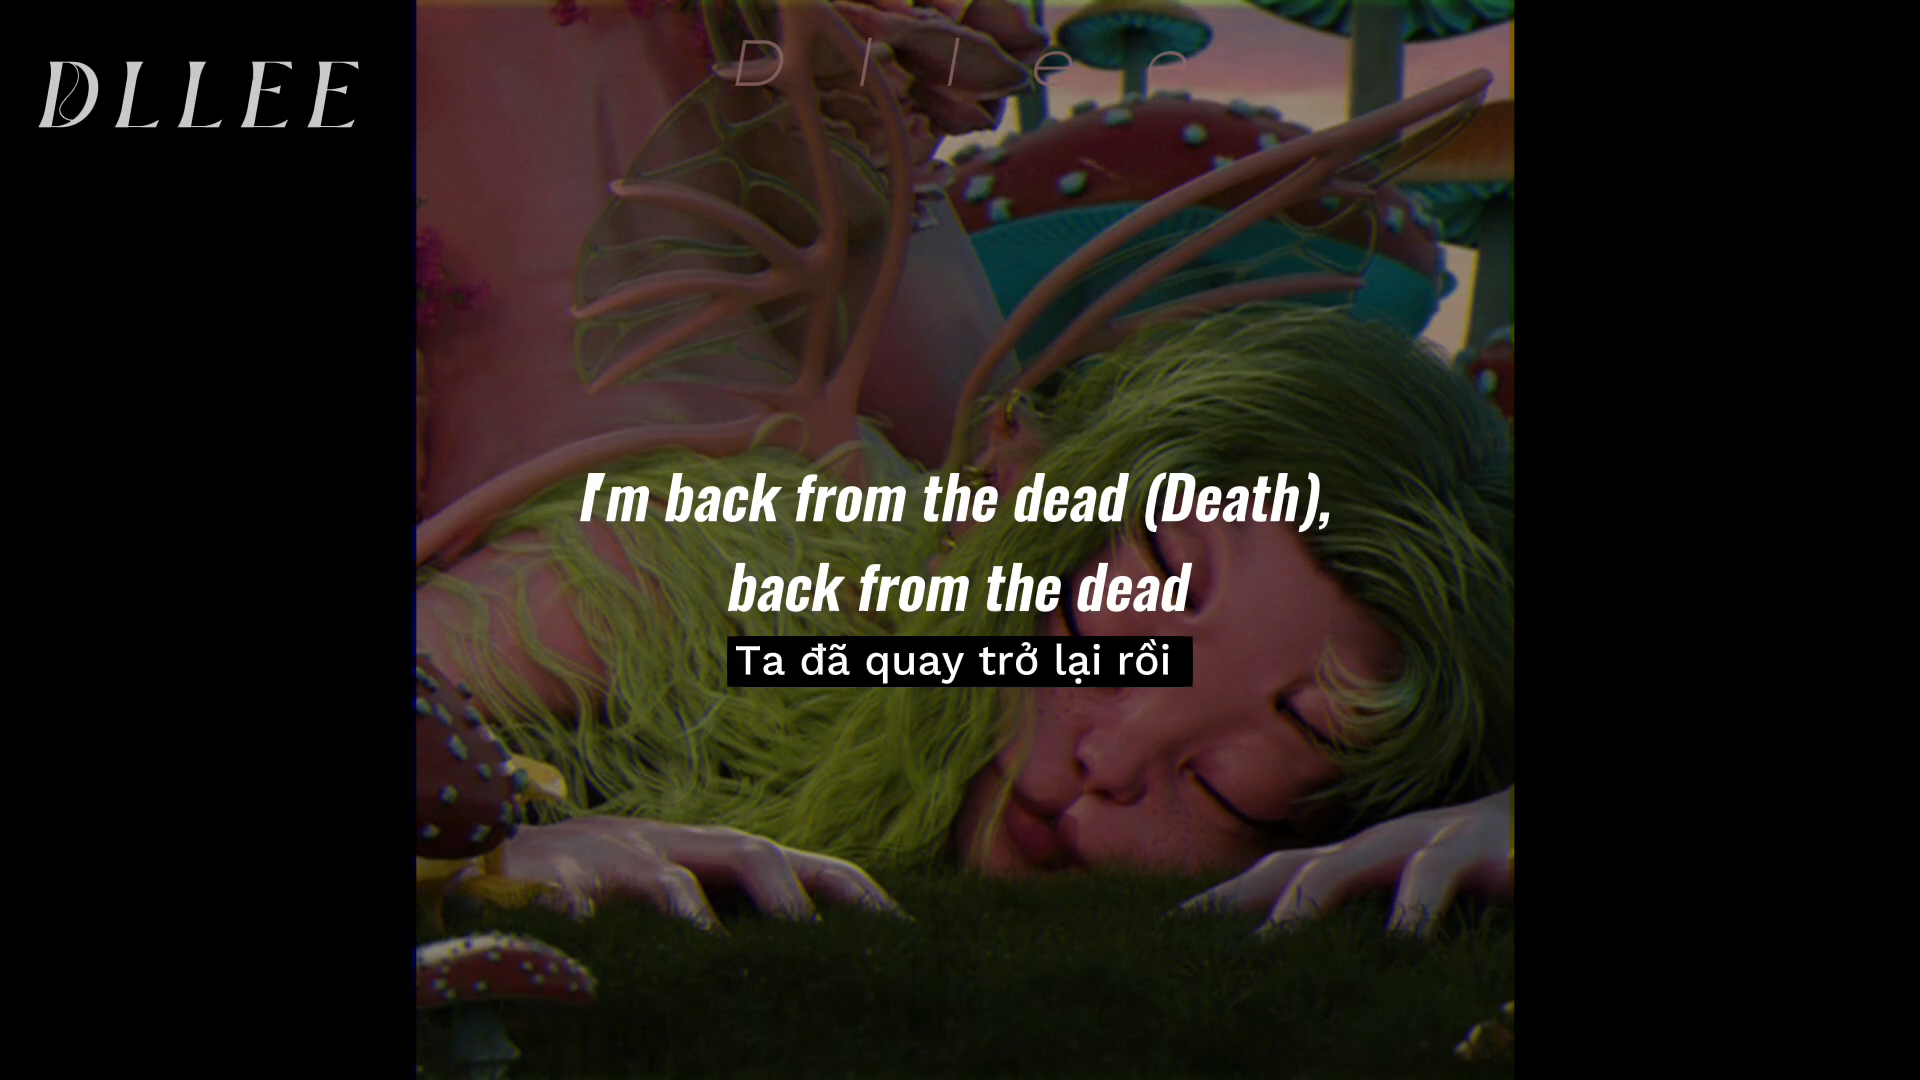 DLLEE
Dllee
I'm back from the dead (Death),
back from the dead
Ta đã quay trở lại rồi